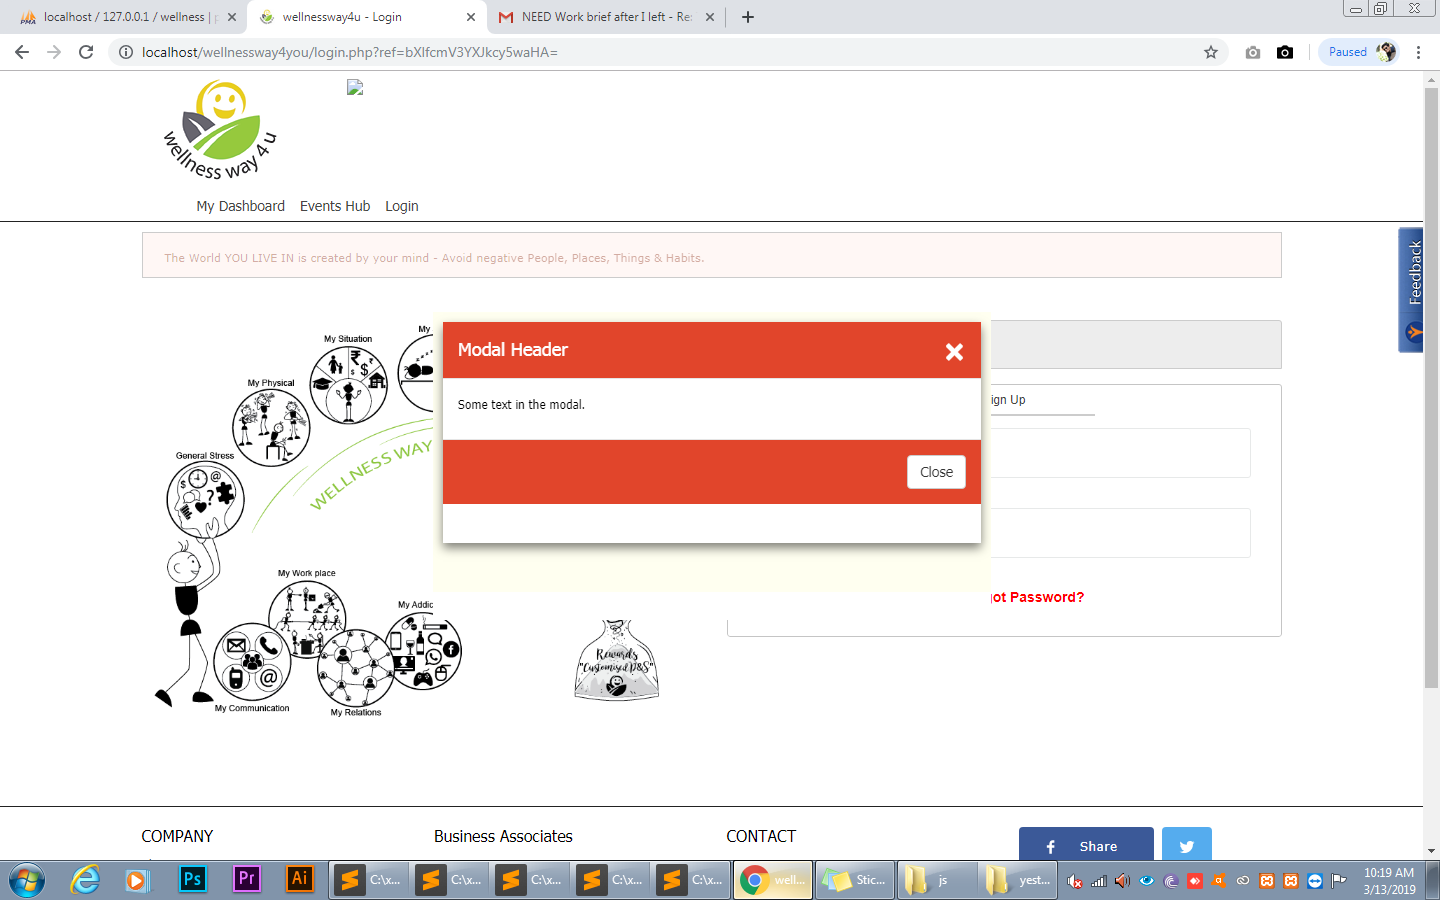 localhost / 127.0.0.1 / wellness | p
wellnessway4u - Login
NEED Work brief after I left - Re:
localhost/wellnessway4you/login.php?ref=bXlfcmV3YXJkcy5waHA=
Paused
wellness way 4 u
My Dashboard Events Hub Login
The World YOU LIVE IN is created by your mind - Avoid negative People, Places, Things & Habits.
Feedback
My Situation
My
My Physical
General Stress
WELLNESS WAY
Modal Header
Some text in the modal.
Close
ign Up
got Password?
My Work place
My Addic
My Communication
My Relations
Rewards
"Customised P&S"
COMPANY
Business Associates
CONTACT
Share
Ps
Pr
Ai
C:\x...
C:\x...
C:\x...
C:\x...
C:\x...
well...
Stic...
js
yest...
10:19 AM
3/13/2019